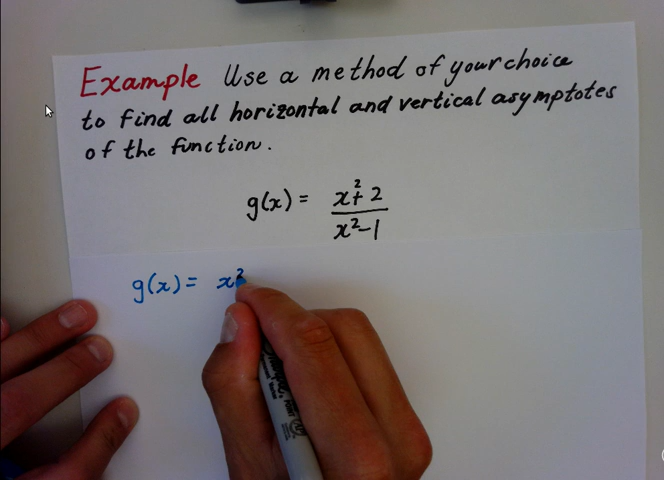 Example Use a method of your choice
to find all horizontal and vertical asymptotes
of the function.
g(x) = x²+2
x²-1
g(x) = x²